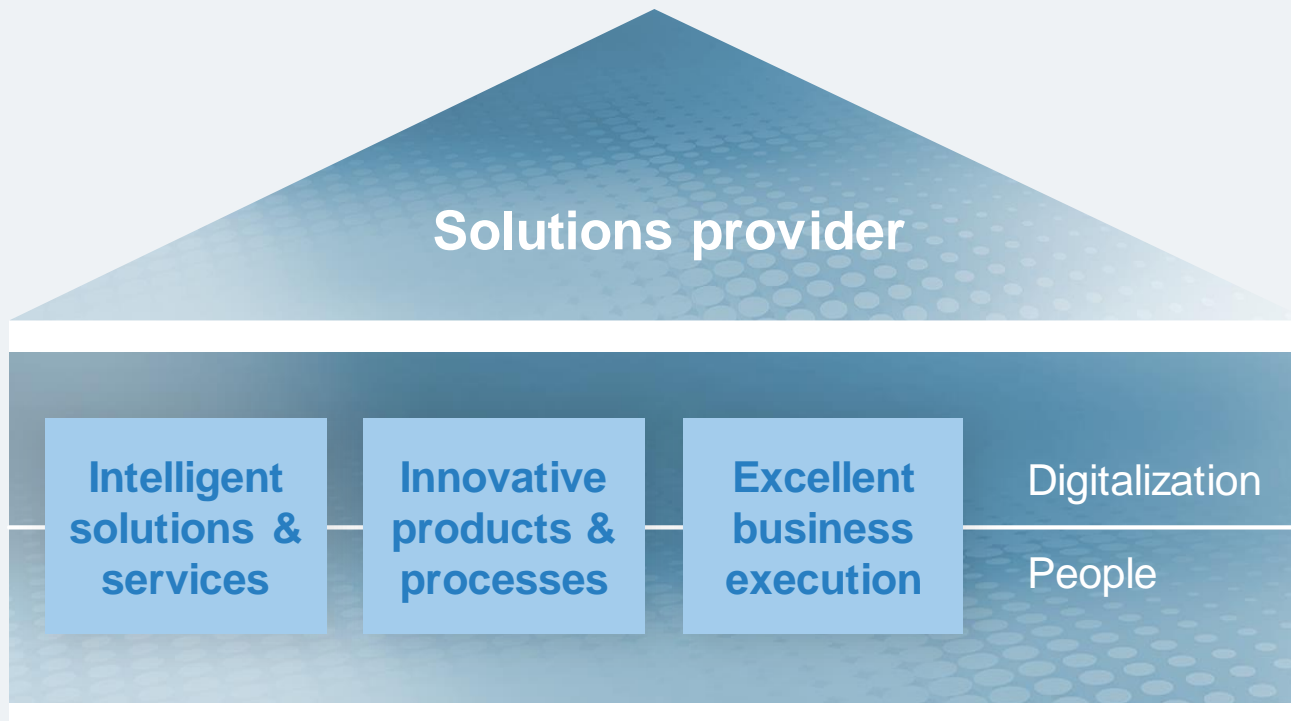 Solutions provider
Intelligent
solutions &
services
Innovative
products &
processes
Excellent
business
execution
Digitalization
People